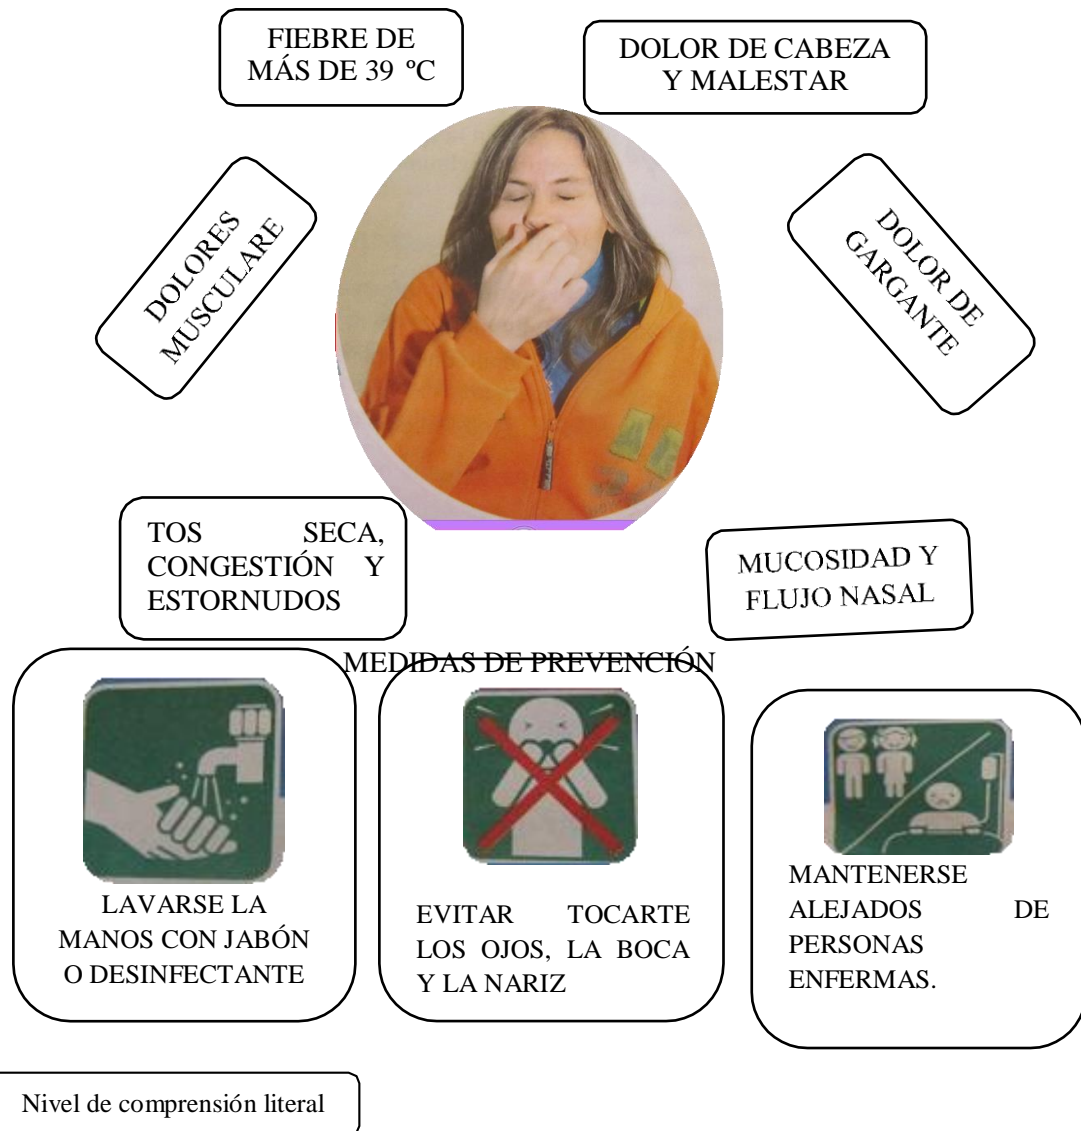 FIEBRE DE
MÁS DE 39 ºC
DOLOR DE CABEZA
Y MALESTAR
DOLORES
MUSCULARE
DOLOR DE
GARGANTE
TOS SECA,
CONGESTIÓN Y
ESTORNUDOS
MUCOSIDAD Y
FLUJO NASAL
MEDIDAS DE PREVENCIÓN
LAVARSE LA
MANOS CON JABÓN
O DESINFECTANTE
EVITAR TOCARTE
LOS OJOS, LA BOCA
Y LA NARIZ
MANTENERSE
ALEJADOS DE
PERSONAS
ENFERMAS.
Nivel de comprensión literal